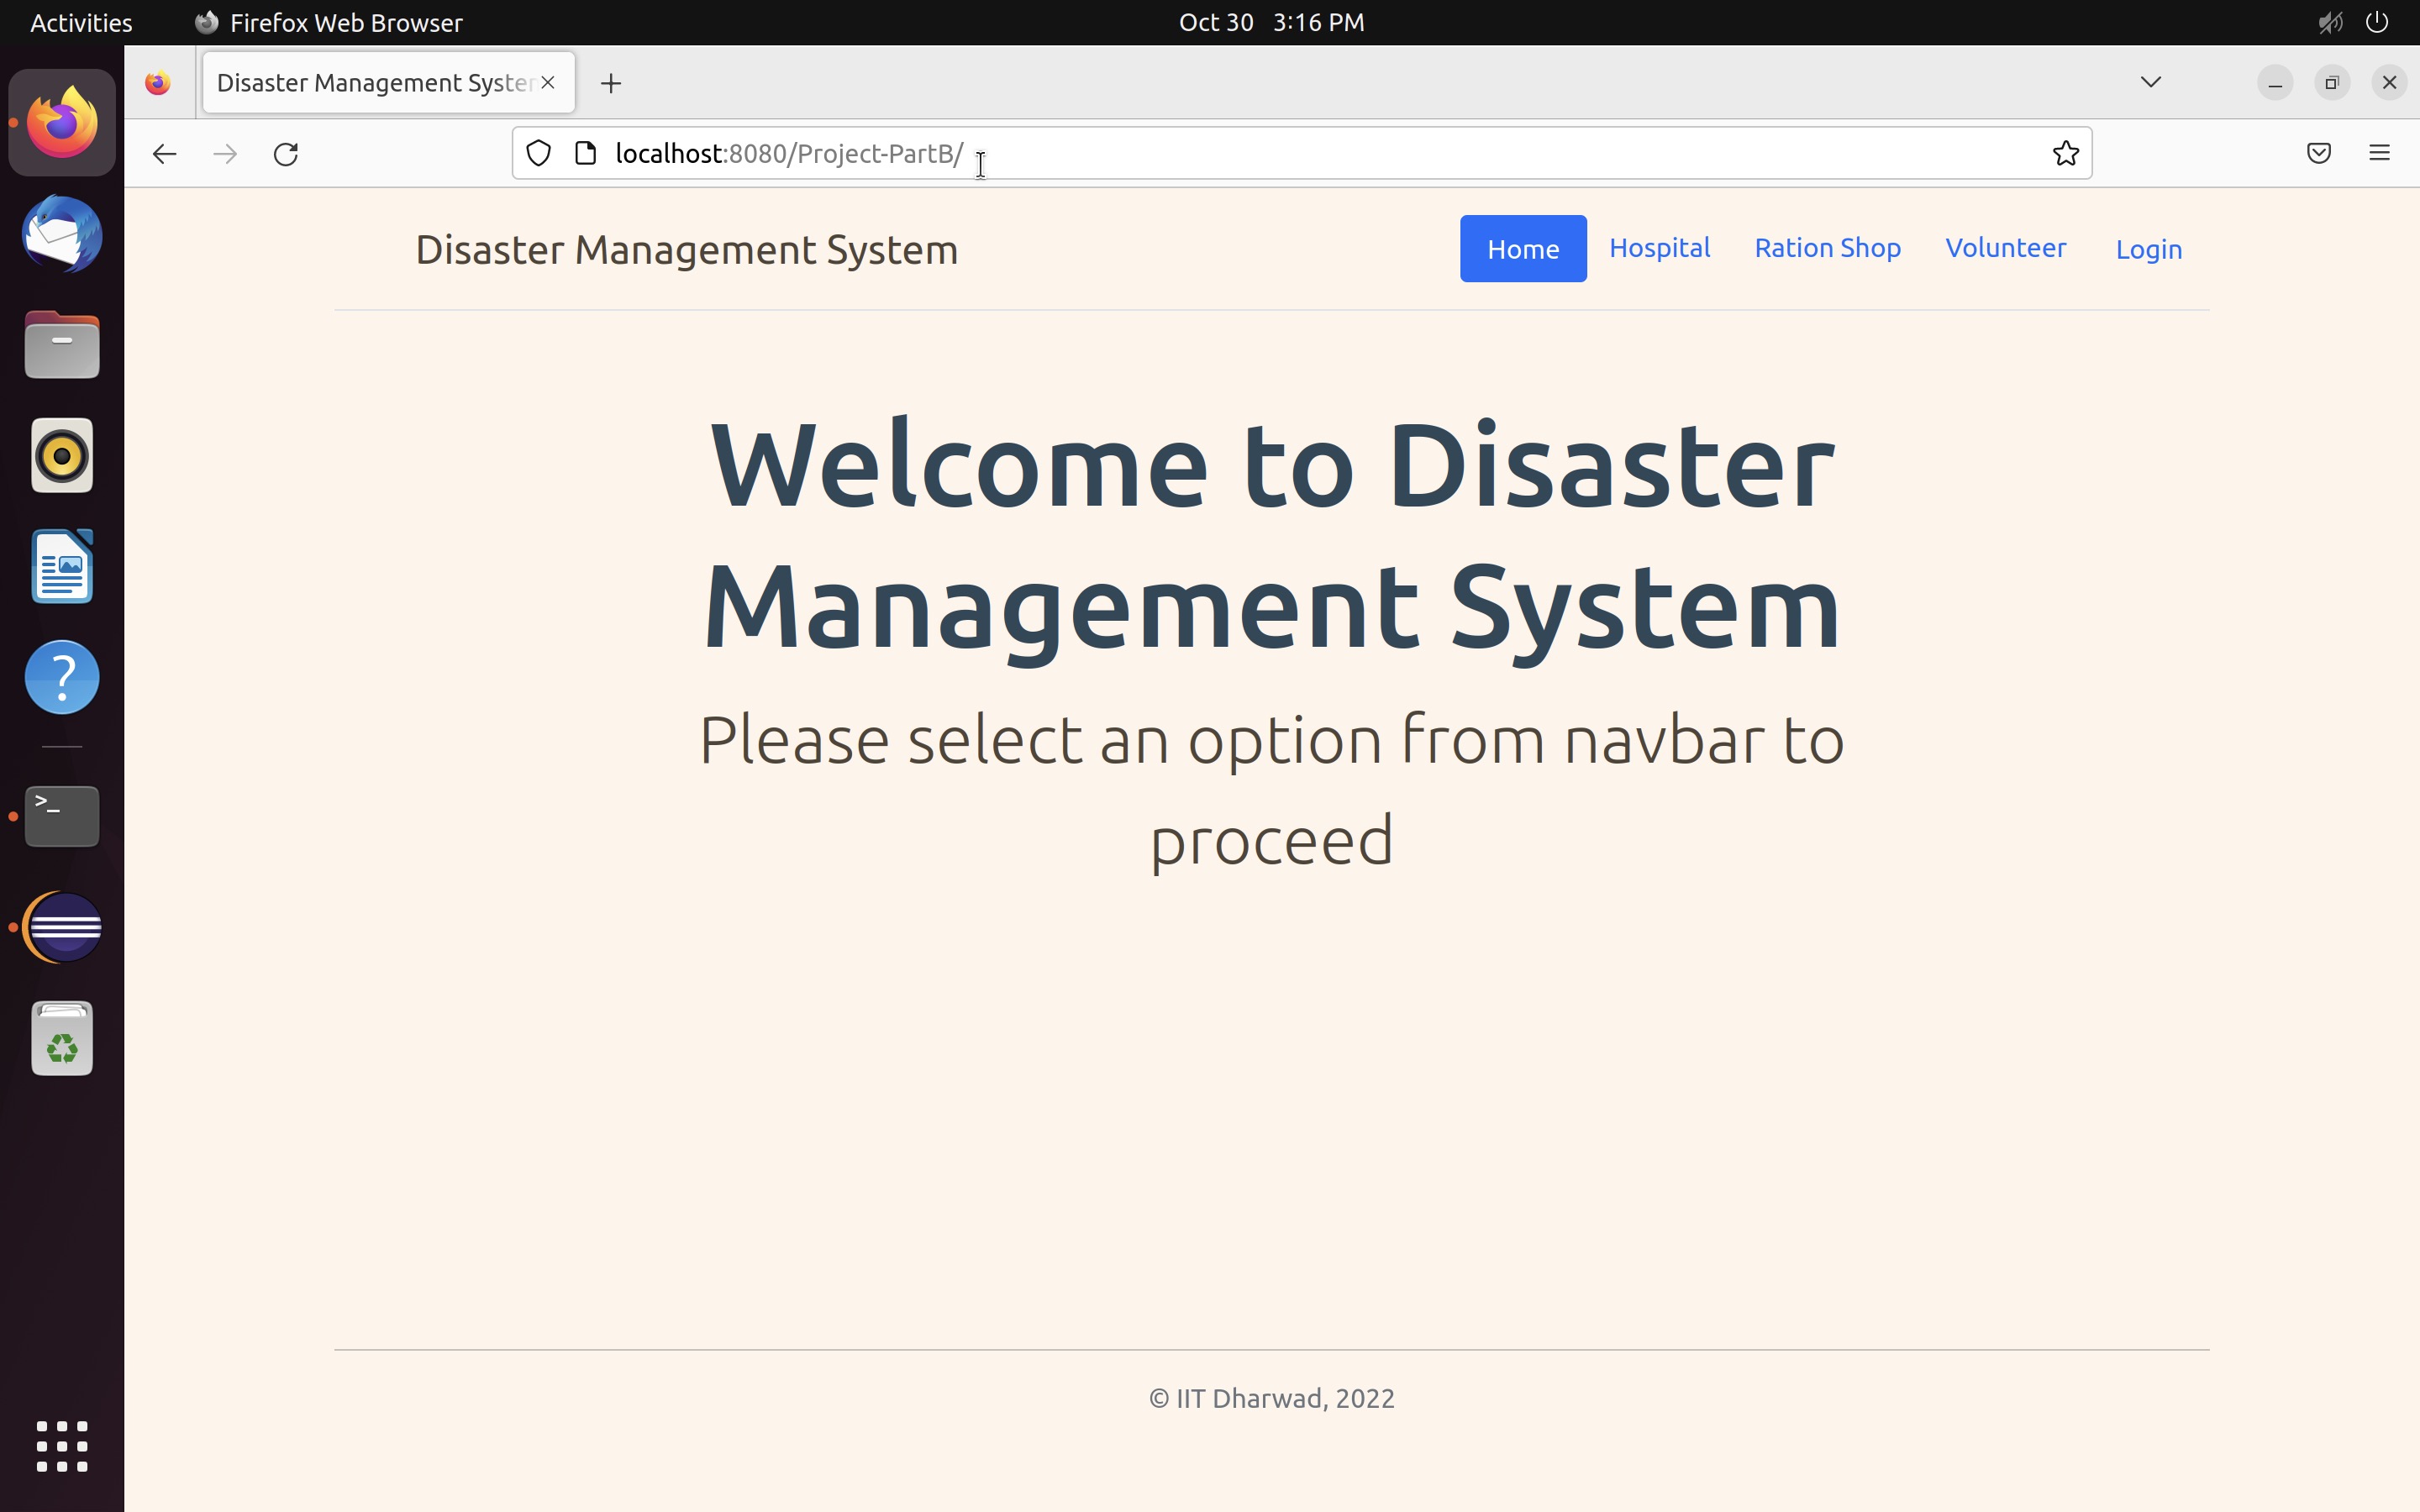 Activities Firefox Web Browser Oct 30 3:16 PM
Disaster Management Syste
localhost:8080/Project-PartB/
Disaster Management System Home Hospital Ration Shop Volunteer Login
Welcome to Disaster
Management System
Please select an option from navbar to
proceed
© IIT Dharwad, 2022